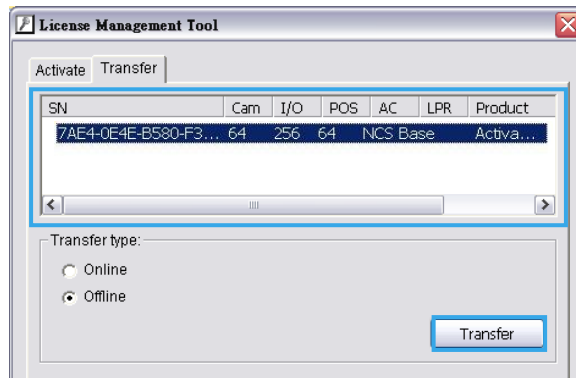 License Management Tool
Activate Transfer
SN Cam I/O POS AC LPR Product
7AE4-0E4E-B580-F3... 64 256 64 NCS Base Activa...
Transfer type:
Online
Offline
Transfer